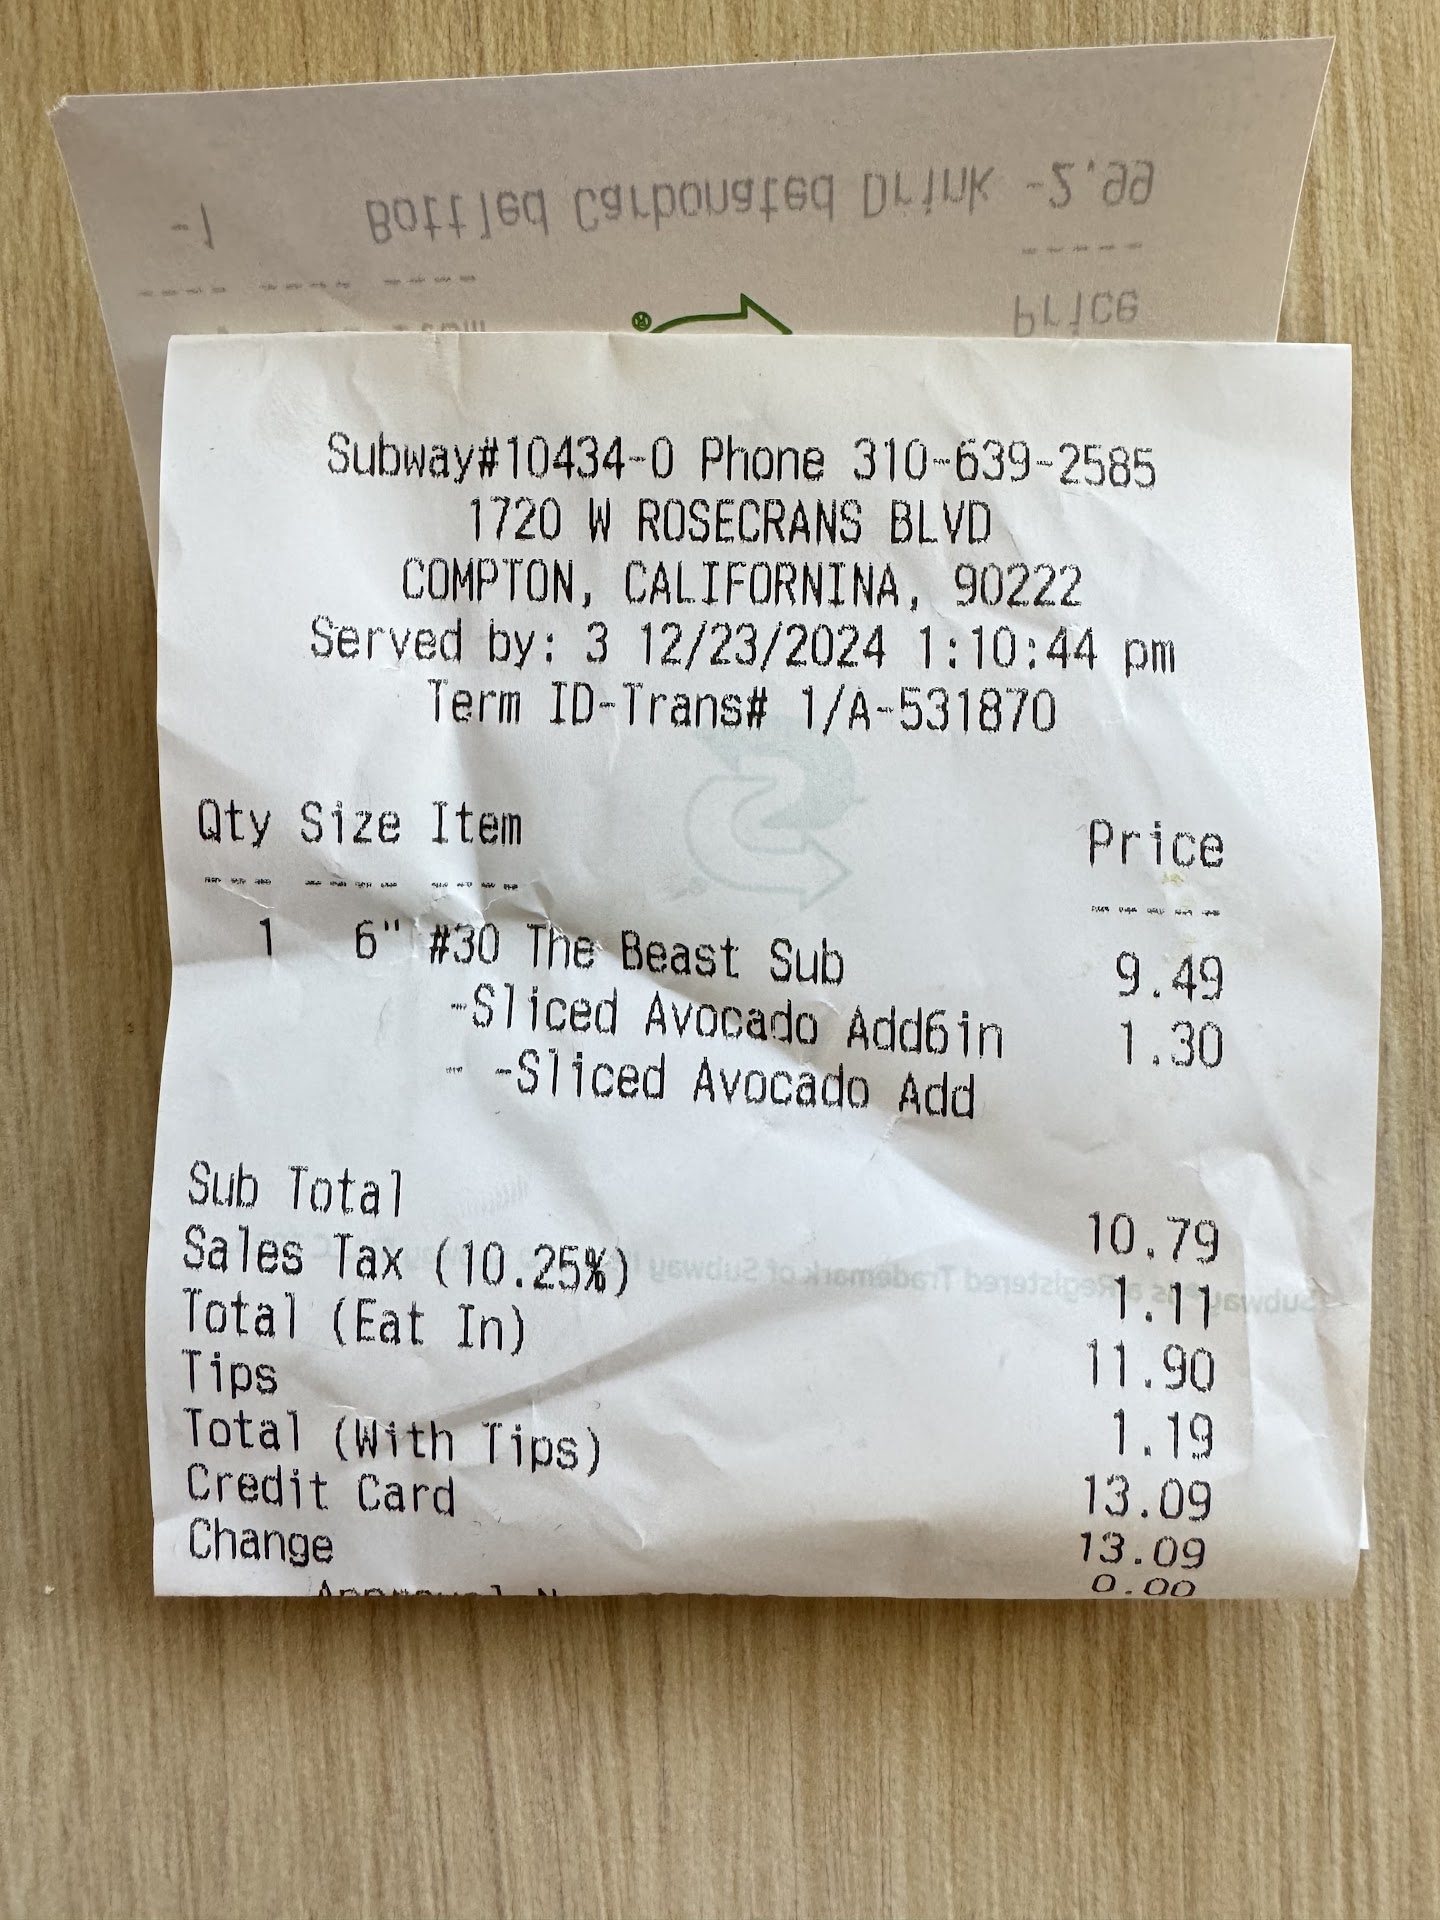 -1 Bottled Carbonated Drink -2.99
----- 
---- ---- ----
Price
Subway#10434-0 Phone 310-639-2585
1720 W ROSECRANS BLVD
COMPTON, CALIFORNINA, 90222
Served by: 3 12/23/2024 1:10:44 pm
Term ID-Trans# 1/A-531870
Qty Size Item Price
--- ---- ---- -----
1 6" #30 The Beast Sub 9.49
-Sliced Avocado Add6in 1.30
- -Sliced Avocado Add
Sub Total 10.79
Sales Tax (10.25%) 1.11
Total (Eat In) 11.90
Tips 1.19
Total (With Tips) 13.09
Credit Card 13.09
Change 0.00